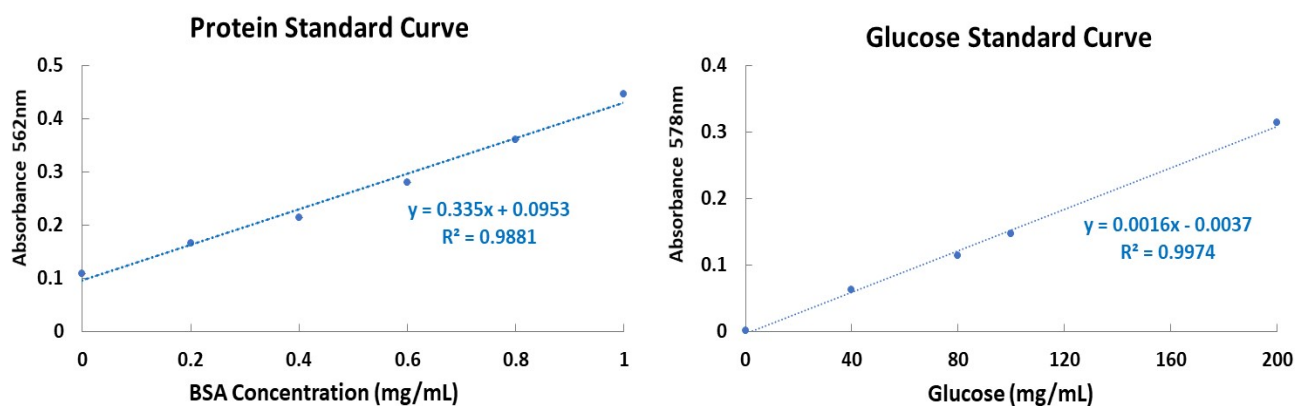 Protein Standard Curve
Absorbance 562nm
0.5
0.4
0.3
0.2
0.1
0
y = 0.335x + 0.0953
R² = 0.9881
0 0.2 0.4 0.6 0.8 1
BSA Concentration (mg/mL)
Glucose Standard Curve
Absorbance 578nm
0.4
0.3
0.2
0.1
0
y = 0.0016x - 0.0037
R² = 0.9974
0 40 80 120 160 200
Glucose (mg/mL)